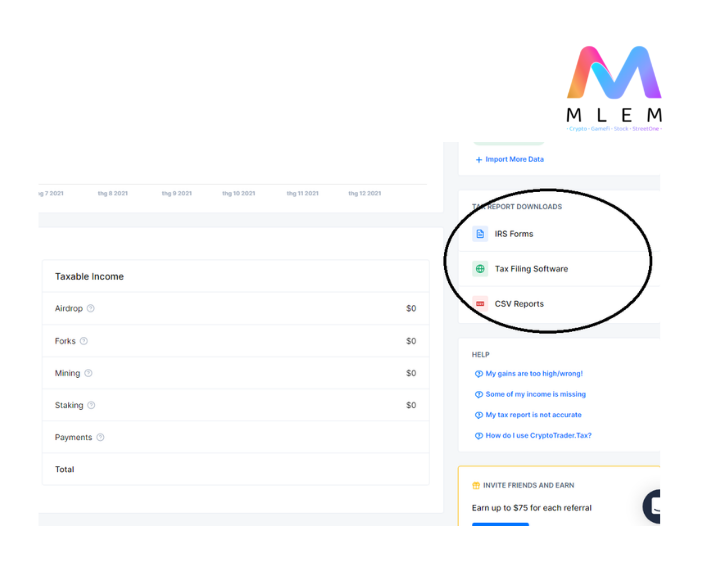 MLEM
- Crypto - GameFi - Stock - StreetOne -
+ Import More Data
g 7 2021 thg 8 2021 thg 9 2021 thg 10 2021 thg 11 2021 thg 12 2021
TAX REPORT DOWNLOADS
IRS Forms
Tax Filing Software
CSV Reports
Taxable Income
Airdrop $0
Forks $0
Mining $0
Staking $0
Payments
Total
HELP
My gains are too high/wrong!
Some of my income is missing
My tax report is not accurate
How do I use CryptoTrader.Tax?
INVITE FRIENDS AND EARN
Earn up to $75 for each referral